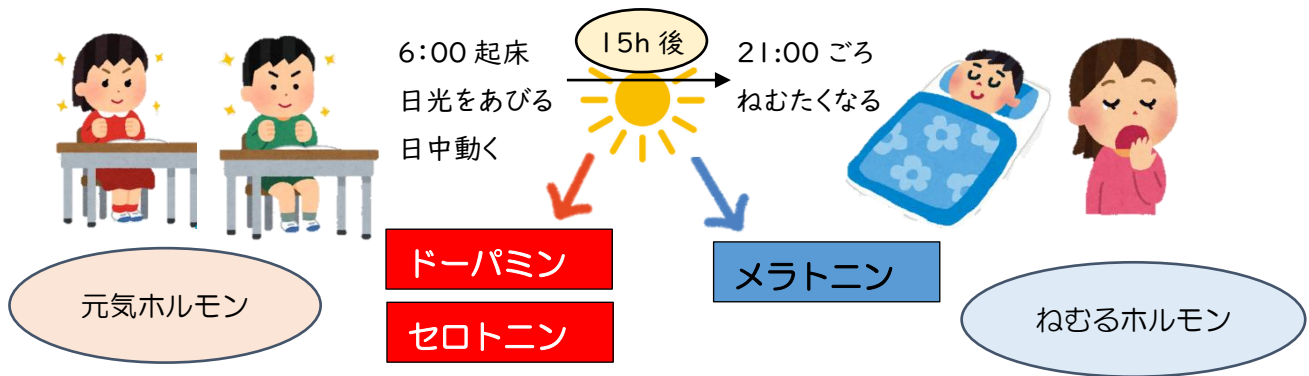 6:00 起床
日光をあびる
日中動く
15h 後
21:00 ごろ
ねむたくなる
ドーパミン
セロトニン
メラトニン
元気ホルモン
ねむるホルモン